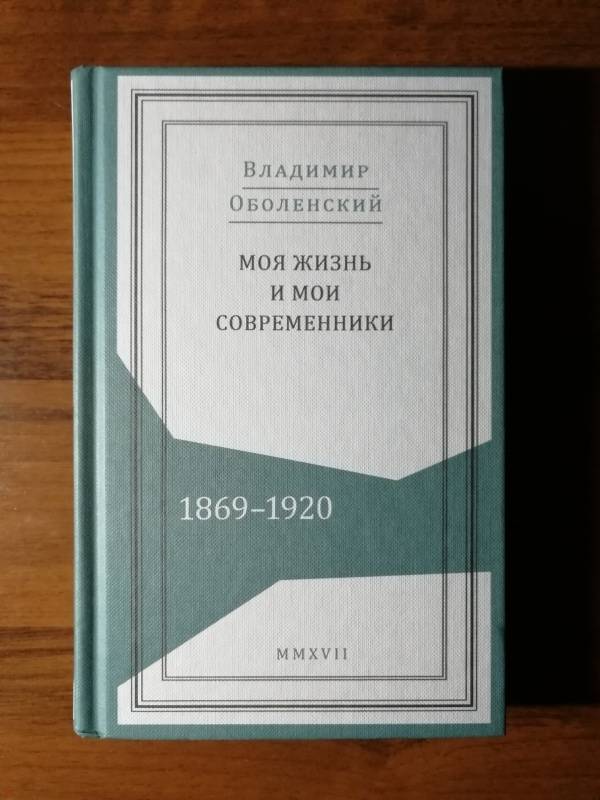 Владимир
Оболенский
МОЯ ЖИЗНЬ
И МОИ
СОВРЕМЕННИКИ
1869–1920
MMXVII